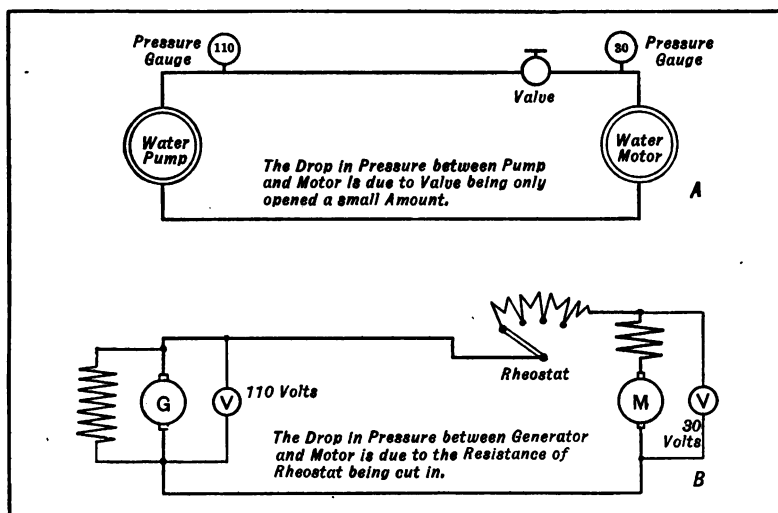 Pressure
Gauge
110
30
Pressure
Gauge
Valve
Water
Pump
Water
Motor
The Drop in Pressure between Pump
and Motor is due to Valve being only
opened a small Amount.
A
Rheostat
G
V
110 Volts
M
V
30
Volts
The Drop in Pressure between Generator
and Motor is due to the Resistance of
Rheostat being cut in.
B